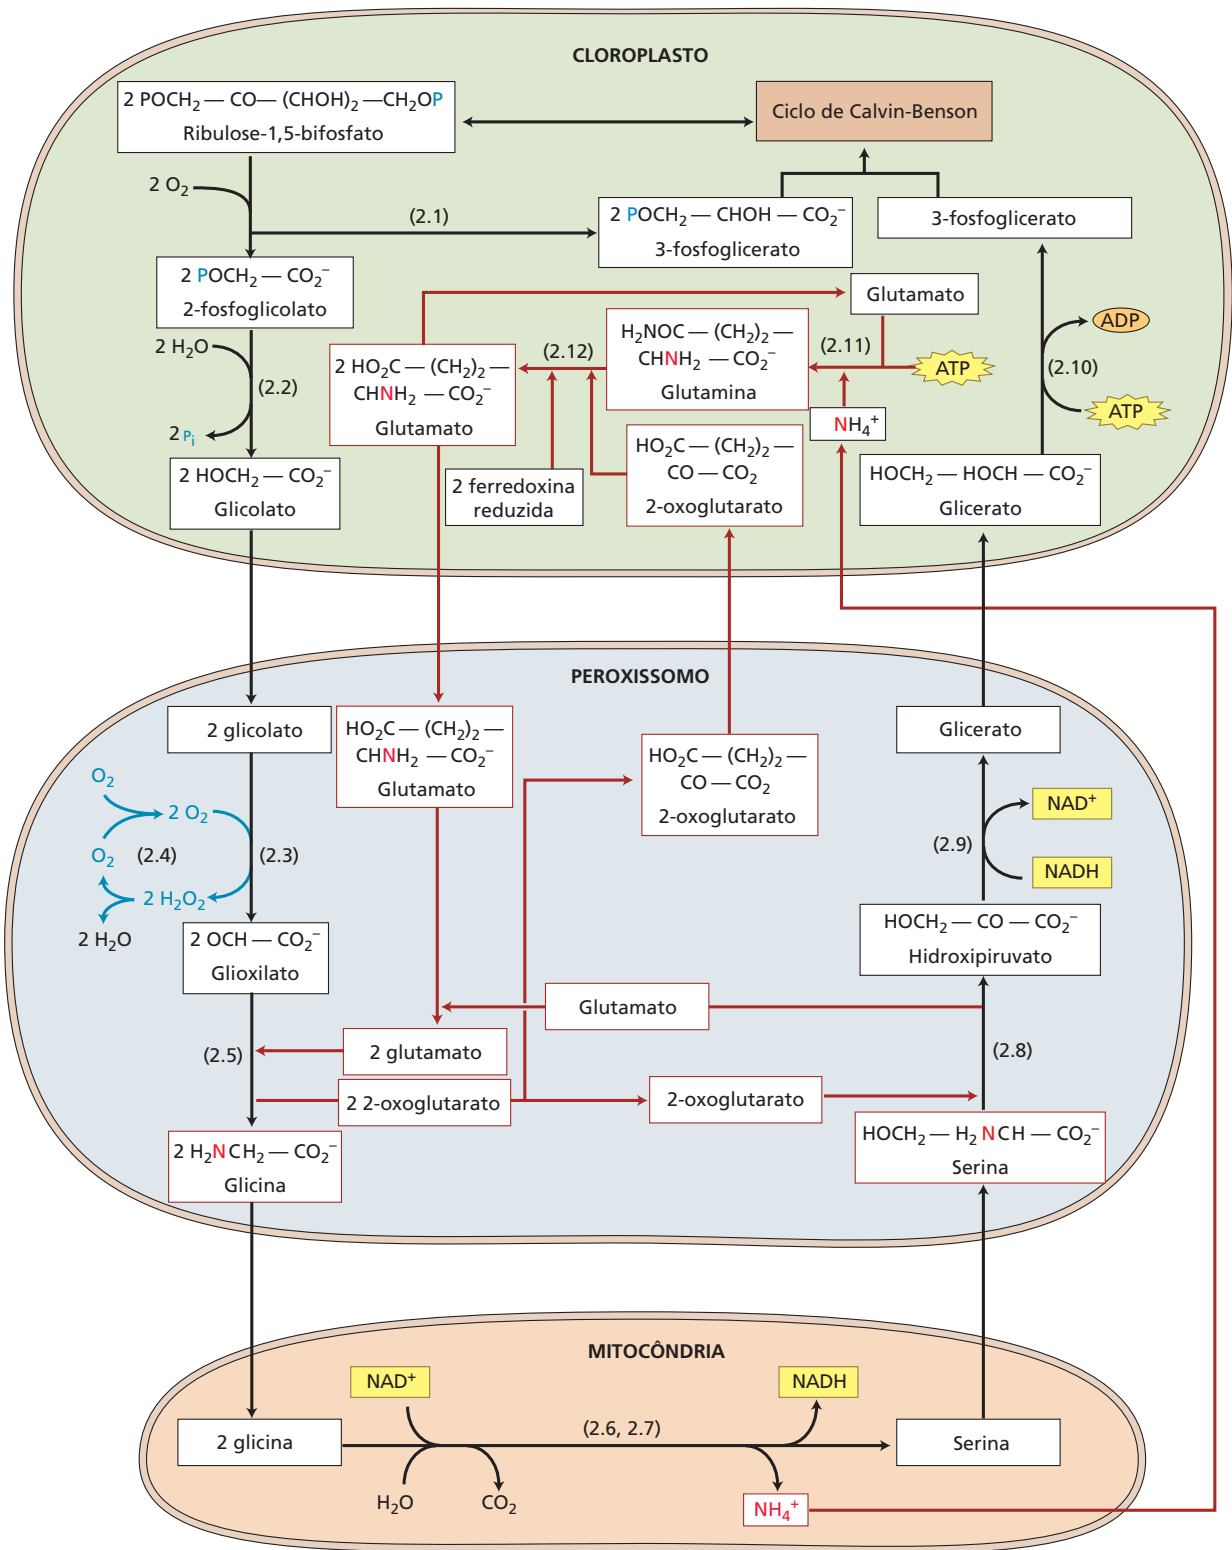 CLOROPLASTO
2 POCH₂ — CO— (CHOH)₂ —CH₂OP
Ribulose-1,5-bifosfato
Ciclo de Calvin-Benson
2 O₂
(2.1)
2 POCH₂ — CHOH — CO₂⁻
3-fosfoglicerato
3-fosfoglicerato
2 POCH₂ — CO₂⁻
2-fosfoglicolato
Glutamato
ADP
2 H₂O
(2.2)
2 Pᵢ
2 HO₂C — (CH₂)₂ —
CHNH₂ — CO₂⁻
Glutamato
(2.12)
H₂NOC — (CH₂)₂ —
CHNH₂ — CO₂⁻
Glutamina
(2.11)
ATP
(2.10)
ATP
NH₄⁺
2 HOCH₂ — CO₂⁻
Glicolato
2 ferredoxina
reduzida
HO₂C — (CH₂)₂ —
CO — CO₂
2-oxoglutarato
HOCH₂ — HOCH — CO₂⁻
Glicerato
PEROXISSOMO
2 glicolato
HO₂C — (CH₂)₂ —
CHNH₂ — CO₂⁻
Glutamato
HO₂C — (CH₂)₂ —
CO — CO₂
2-oxoglutarato
Glicerato
O₂
2 O₂
O₂
(2.4)
(2.3)
2 H₂O₂
2 H₂O
NAD⁺
(2.9)
NADH
2 OCH — CO₂⁻
Glioxilato
HOCH₂ — CO — CO₂⁻
Hidroxipiruvato
Glutamato
(2.5)
2 glutamato
(2.8)
2 2-oxoglutarato
2-oxoglutarato
2 H₂NCH₂ — CO₂⁻
Glicina
HOCH₂ — H₂NCH — CO₂⁻
Serina
MITOCÔNDRIA
NAD⁺
NADH
2 glicina
(2.6, 2.7)
Serina
H₂O
CO₂
NH₄⁺